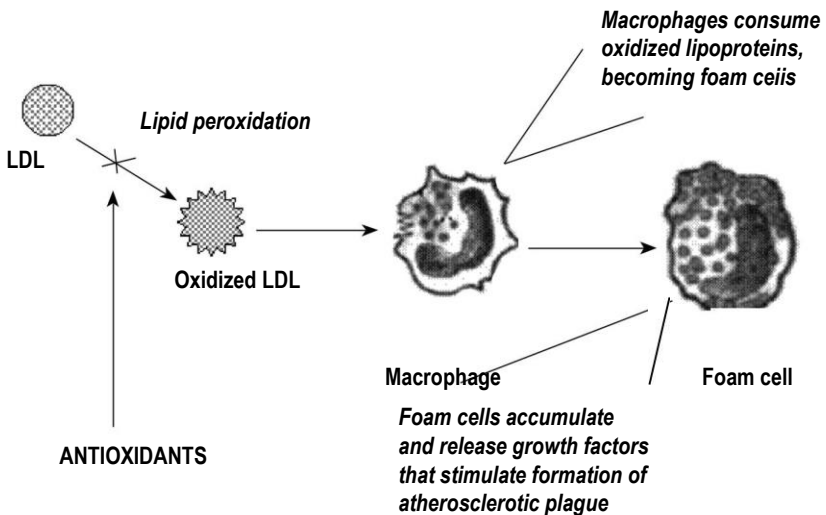 Macrophages consume
oxidized lipoproteins,
becoming foam ceiis
Lipid peroxidation
LDL
Oxidized LDL
Macrophage
Foam cell
Foam cells accumulate
and release growth factors
that stimulate formation of
atherosclerotic plague
ANTIOXIDANTS